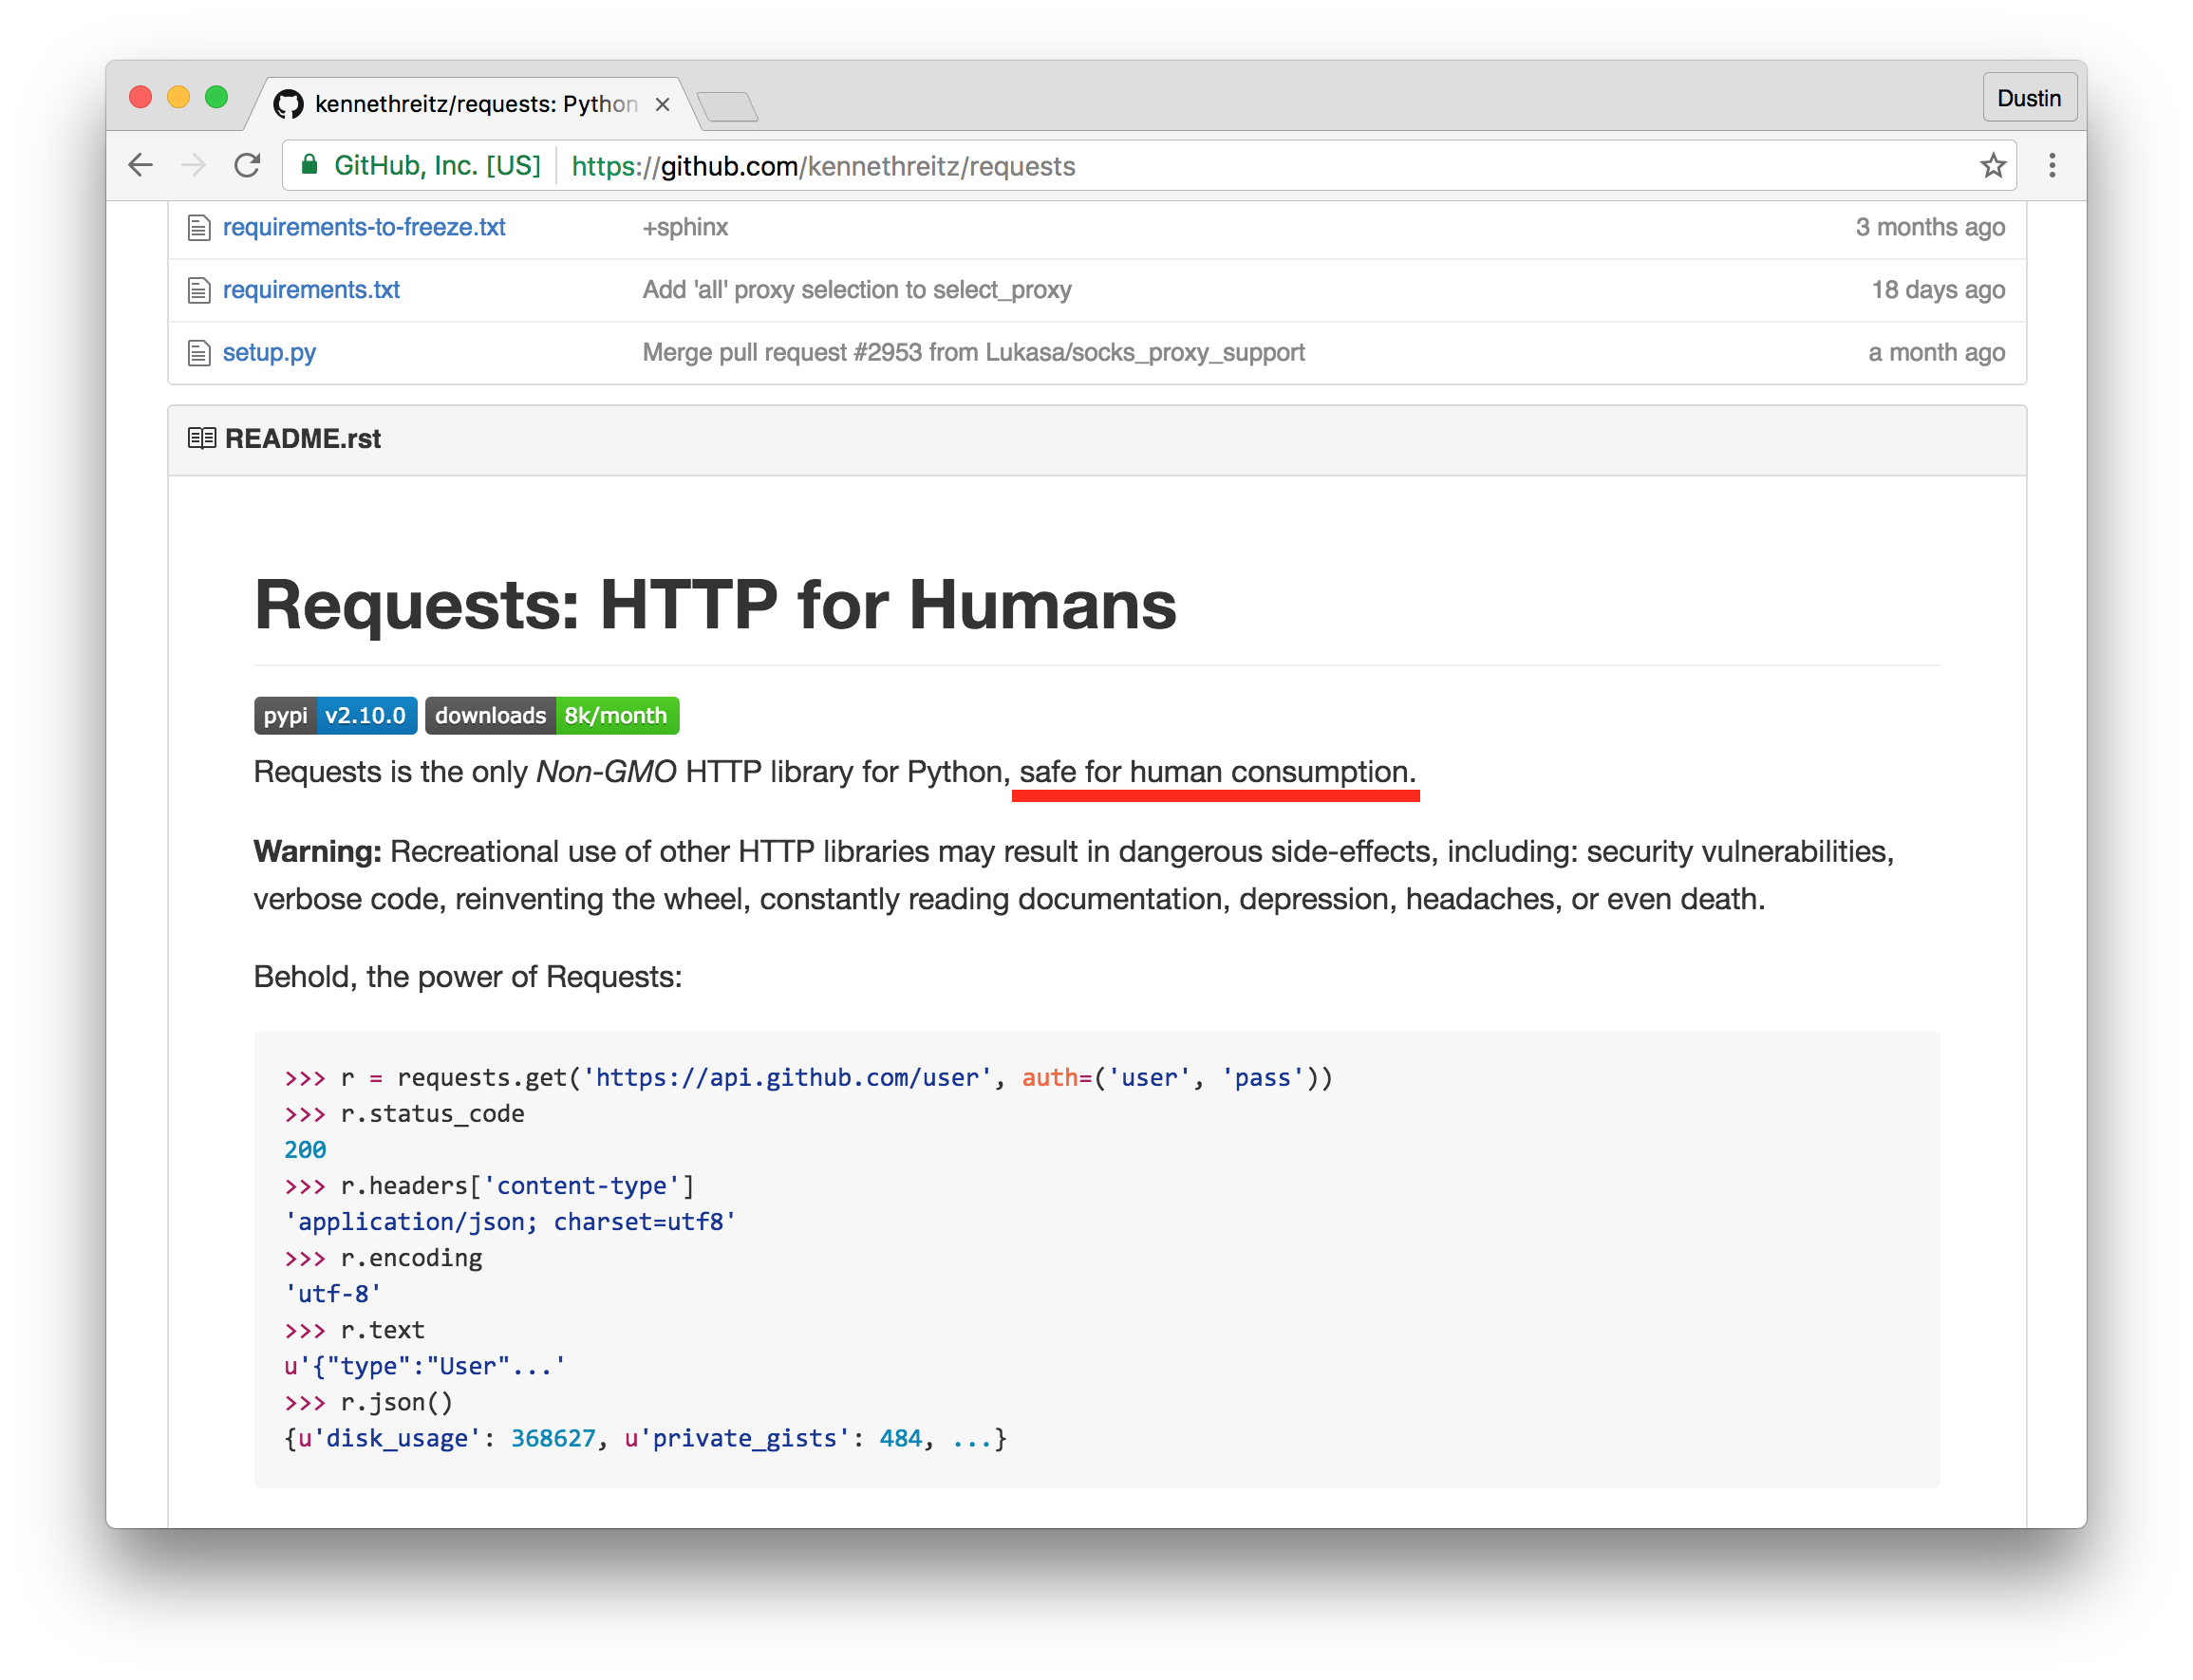 kennethreitz/requests: Python
Dustin
GitHub, Inc. [US] https://github.com/kennethreitz/requests
requirements-to-freeze.txt +sphinx 3 months ago
requirements.txt Add 'all' proxy selection to select_proxy 18 days ago
setup.py Merge pull request #2953 from Lukasa/socks_proxy_support a month ago
README.rst
Requests: HTTP for Humans
pypi v2.10.0 downloads 8k/month
Requests is the only Non-GMO HTTP library for Python, safe for human consumption.
Warning: Recreational use of other HTTP libraries may result in dangerous side-effects, including: security vulnerabilities,
verbose code, reinventing the wheel, constantly reading documentation, depression, headaches, or even death.
Behold, the power of Requests:
>>> r = requests.get('https://api.github.com/user', auth=('user', 'pass'))
>>> r.status_code
200
>>> r.headers['content-type']
'application/json; charset=utf8'
>>> r.encoding
'utf-8'
>>> r.text
u'{"type":"User"...'
>>> r.json()
{u'disk_usage': 368627, u'private_gists': 484, ...}